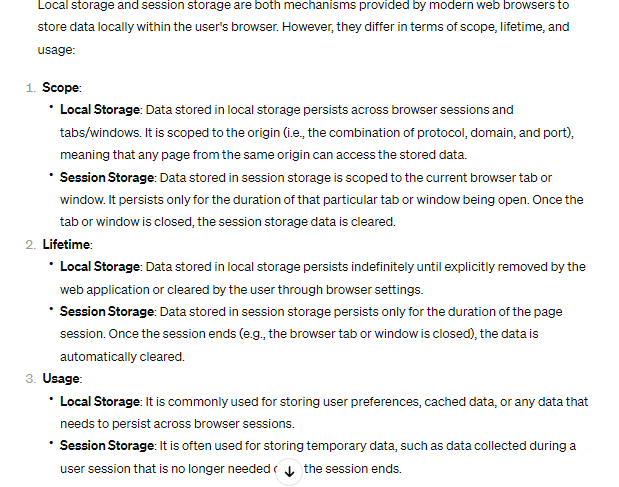 Local storage and session storage are both mechanisms provided by modern web browsers to
store data locally within the user's browser. However, they differ in terms of scope, lifetime, and
usage:
1. Scope:
• Local Storage: Data stored in local storage persists across browser sessions and
tabs/windows. It is scoped to the origin (i.e., the combination of protocol, domain, and port),
meaning that any page from the same origin can access the stored data.
• Session Storage: Data stored in session storage is scoped to the current browser tab or
window. It persists only for the duration of that particular tab or window being open. Once the
tab or window is closed, the session storage data is cleared.
2. Lifetime:
• Local Storage: Data stored in local storage persists indefinitely until explicitly removed by the
web application or cleared by the user through browser settings.
• Session Storage: Data stored in session storage persists only for the duration of the page
session. Once the session ends (e.g., the browser tab or window is closed), the data is
automatically cleared.
3. Usage:
• Local Storage: It is commonly used for storing user preferences, cached data, or any data that
needs to persist across browser sessions.
• Session Storage: It is often used for storing temporary data, such as data collected during a
user session that is no longer needed the session ends.